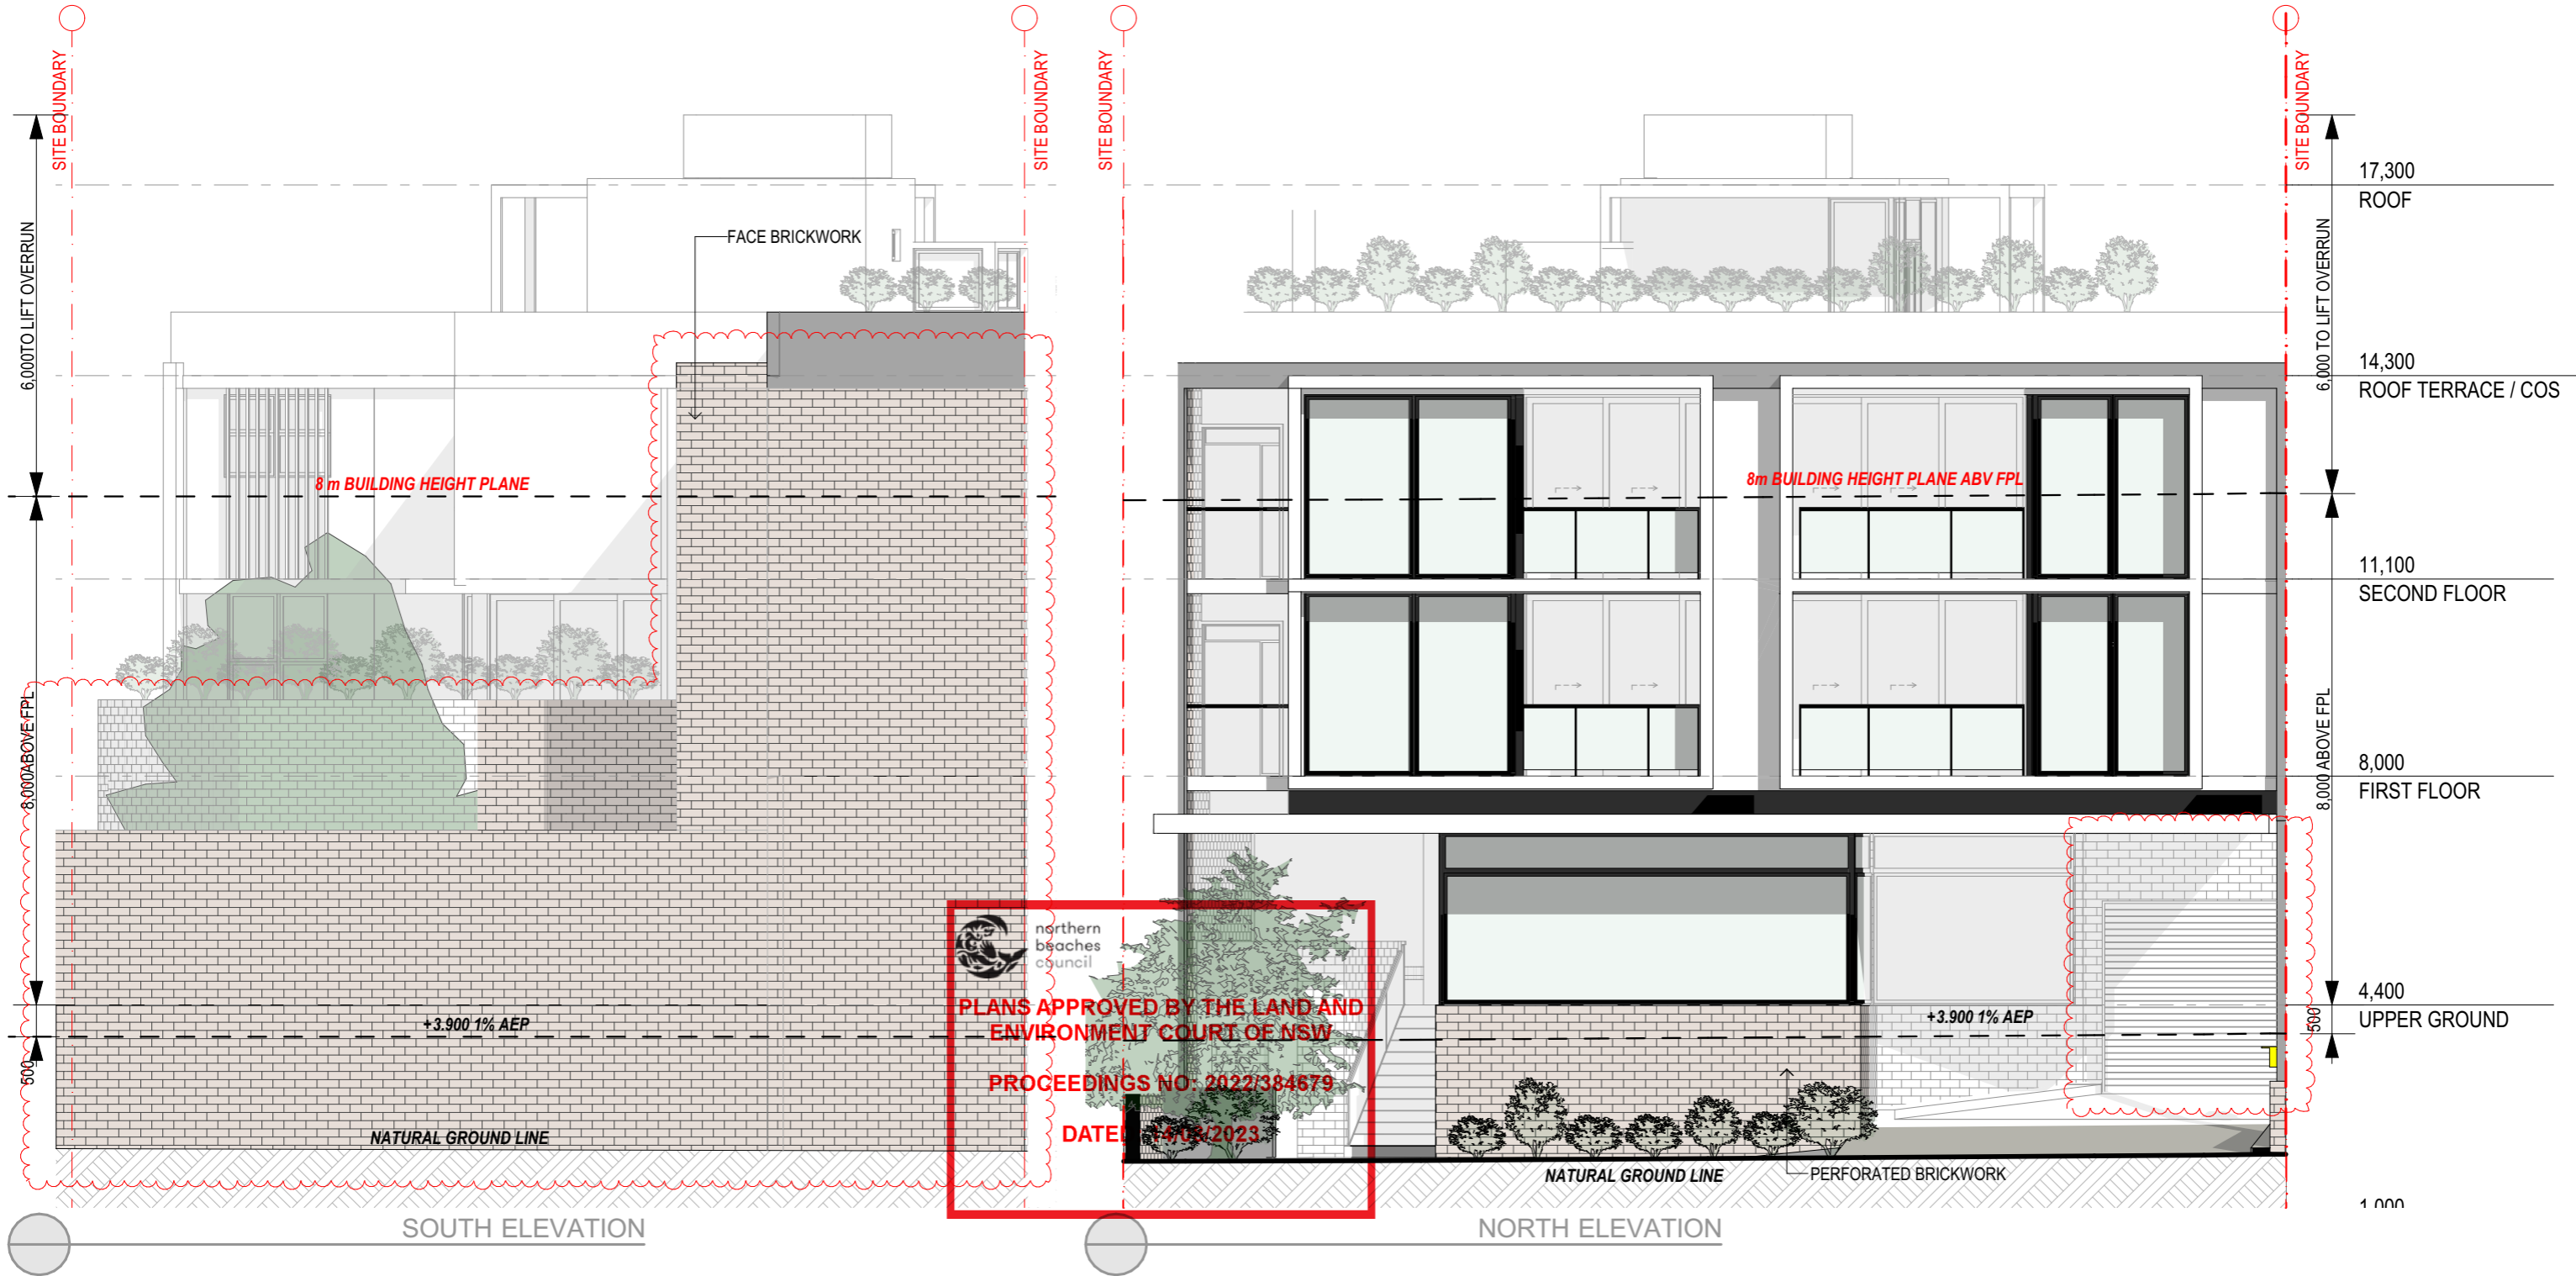 SITE BOUNDARY
SITE BOUNDARY
SITE BOUNDARY
SITE BOUNDARY
6,000TO LIFT OVERRUN
FACE BRICKWORK
8 m BUILDING HEIGHT PLANE
8,000ABOVE FPL
+3.900 1% AEP
500
NATURAL GROUND LINE
SOUTH ELEVATION
northern
beaches
council
PLANS APPROVED BY THE LAND AND
ENVIRONMENT COURT OF NSW
PROCEEDINGS NO: 2022/384679
2023
8m BUILDING HEIGHT PLANE ABV FPL
+3.900 1% AEP
NATURAL GROUND LINE
PERFORATED BRICKWORK
NORTH ELEVATION
6,000 TO LIFT OVERRUN
8,000 ABOVE FPL
500
17,300
ROOF
14,300
ROOF TERRACE / COS
11,100
SECOND FLOOR
8,000
FIRST FLOOR
4,400
UPPER GROUND
1,000